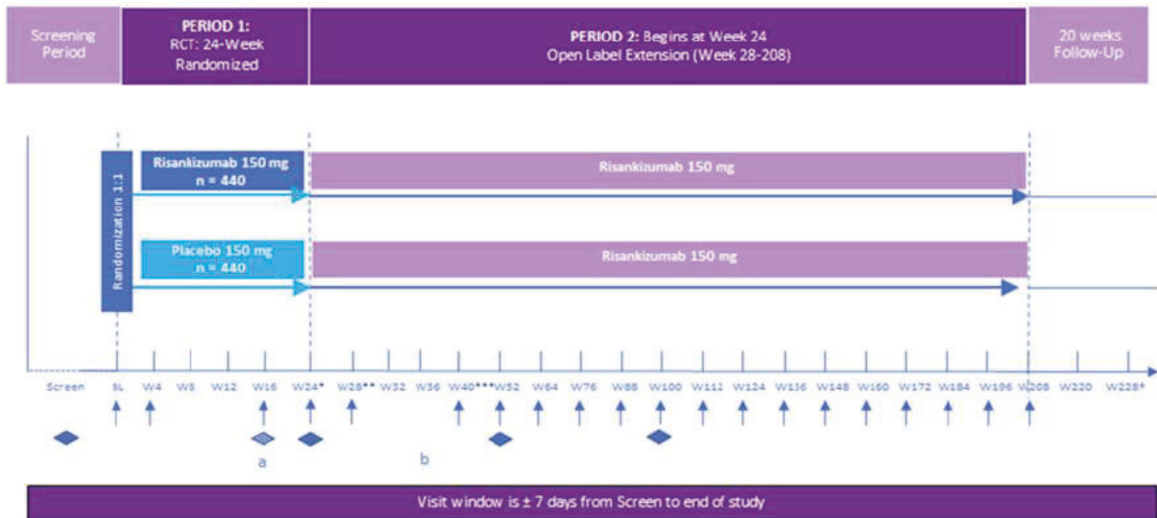 Screening
Period
PERIOD 1:
RCT: 24-Week
Randomized
PERIOD 2: Begins at Week 24
Open Label Extension (Week 28-208)
20 weeks
Follow-Up
Randomization 1:1
Risankizumab 150 mg
n = 440
Risankizumab 150 mg
Placebo 150 mg
n = 440
Risankizumab 150 mg
Screen BL W4 W8 W12 W16 W24* W28** W32 W36 W40*** W52 W64 W76 W88 W100 W112 W124 W136 W148 W160 W172 W184 W196 W208 W220 W228+
a b
Visit window is ± 7 days from Screen to end of study